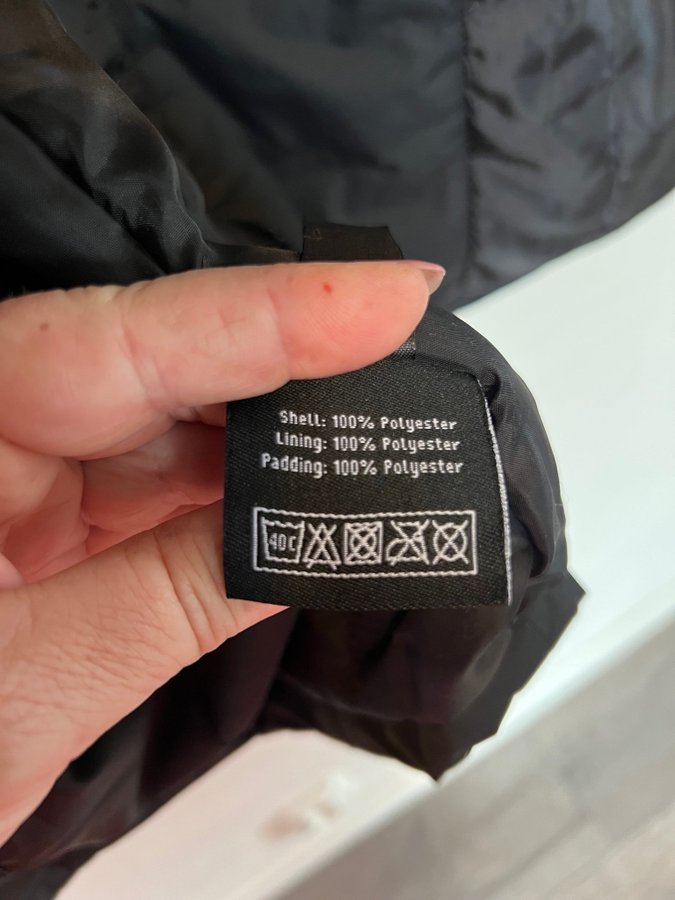 Shell: 100% Polyester
Lining: 100% Polyester
Padding: 100% Polyester
40C